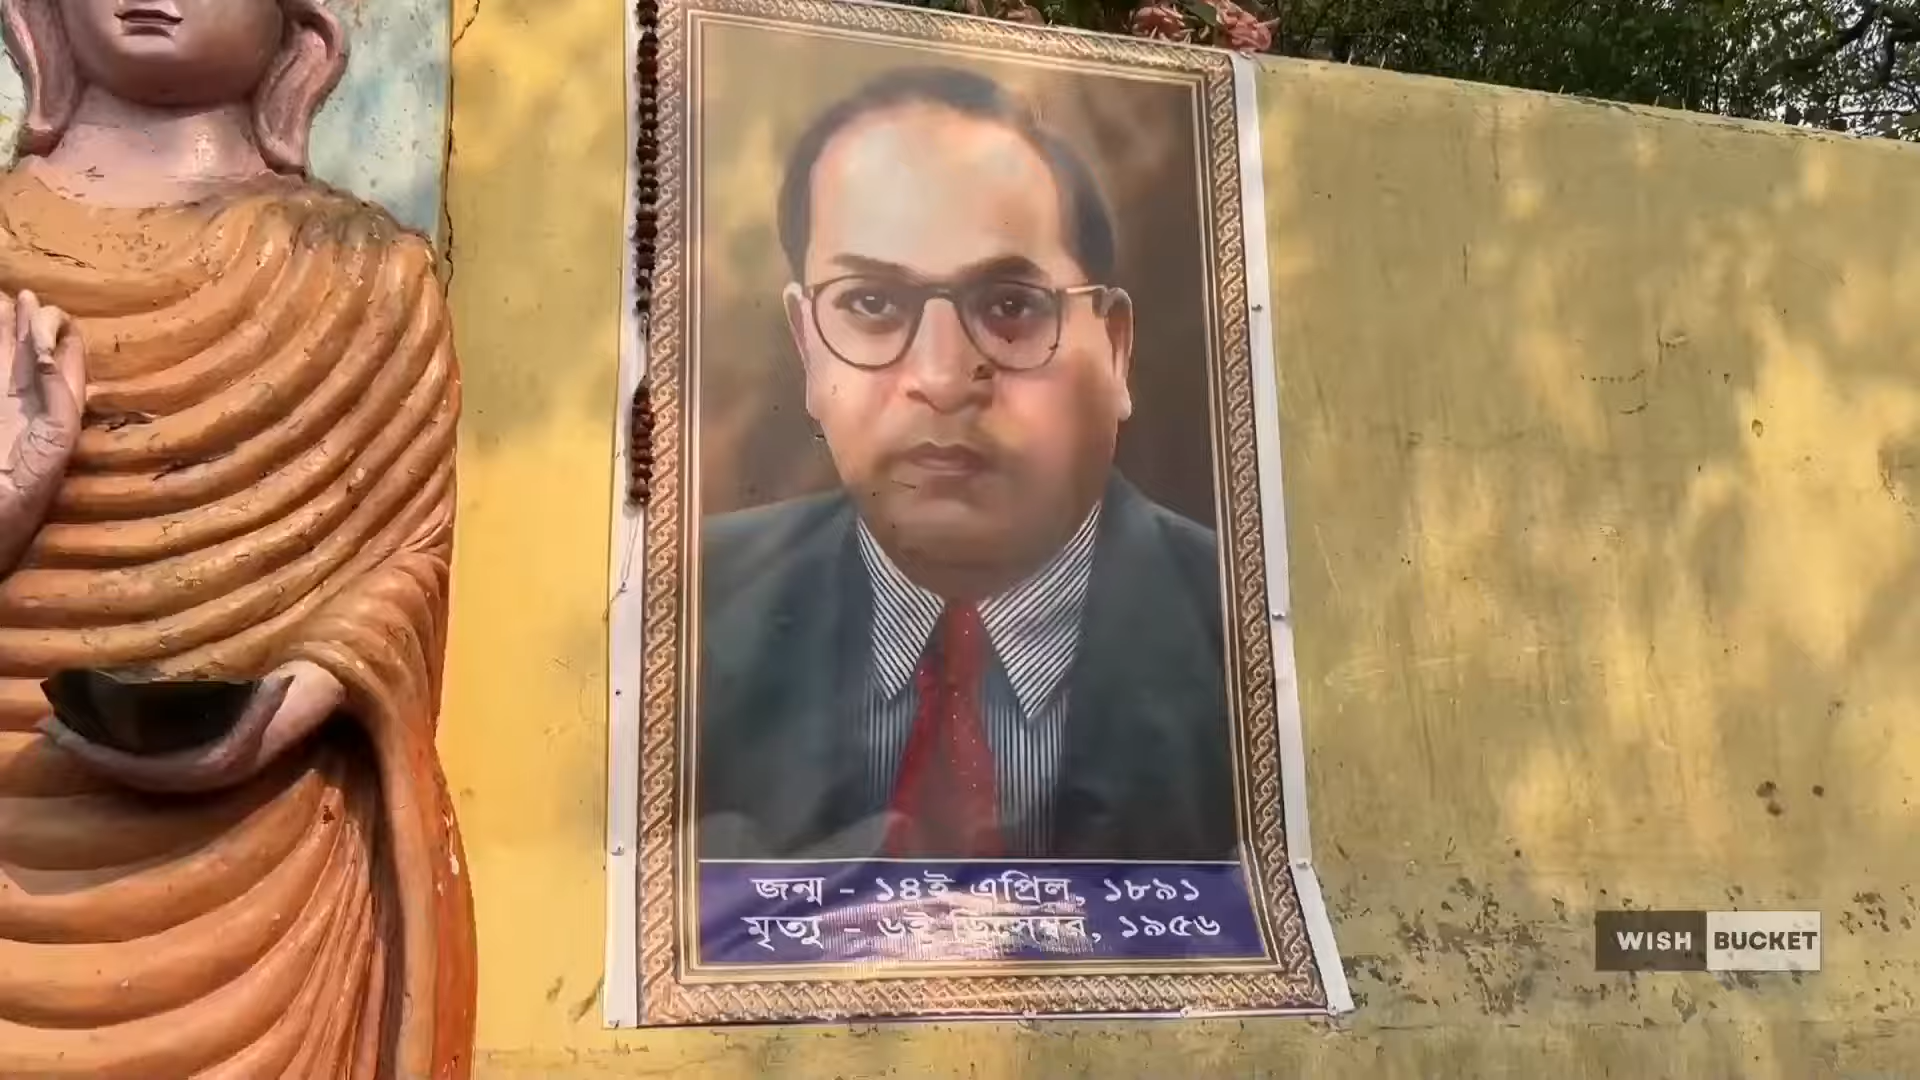 জন্ম - ১৪ই এপ্রিল, ১৮৯১
মৃত্যু - ৬ই ডিসেম্বর, ১৯৫৬
WISH BUCKET